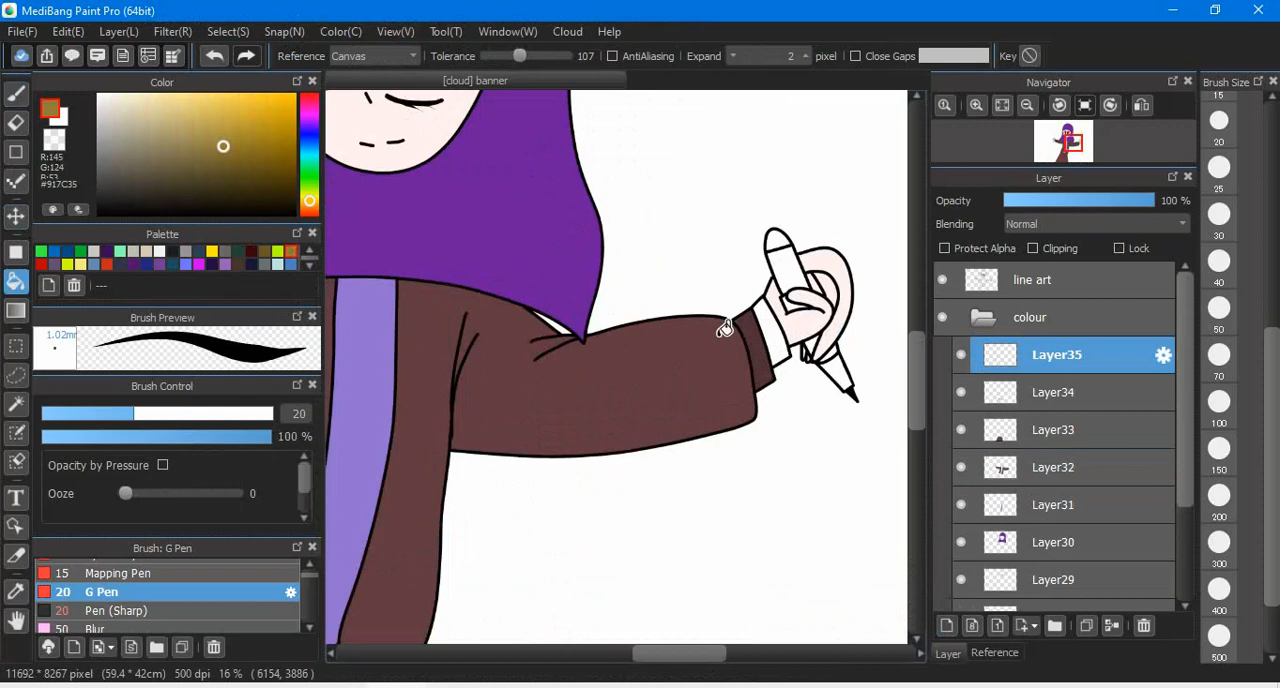 MediBang Paint Pro (64bit)
File(F) Edit(E) Layer(L) Filter(R) Select(S) Snap(N) Color(C) View(V) Tool(T) Window(W) Cloud Help
Reference Canvas Tolerance 107 AntiAliasing Expand 2 pixel Close Gaps Key
Color
[cloud] banner
Navigator
Brush Size
R:145
G:124
B:53
#917C35
Palette
---
Brush Preview
1.02mm
Brush Control
20
100 %
Opacity by Pressure
Ooze 0
Brush: G Pen
15 Mapping Pen
20 G Pen
20 Pen (Sharp)
50 Blur
Layer
Opacity 100 %
Blending Normal
Protect Alpha Clipping Lock
line art
colour
Layer35
Layer34
Layer33
Layer32
Layer31
Layer30
Layer29
Layer Reference
15
20
25
30
40
50
70
100
150
200
300
400
500
11692 * 8267 pixel (59.4 * 42cm) 500 dpi 16 % ( 6154, 3886 )